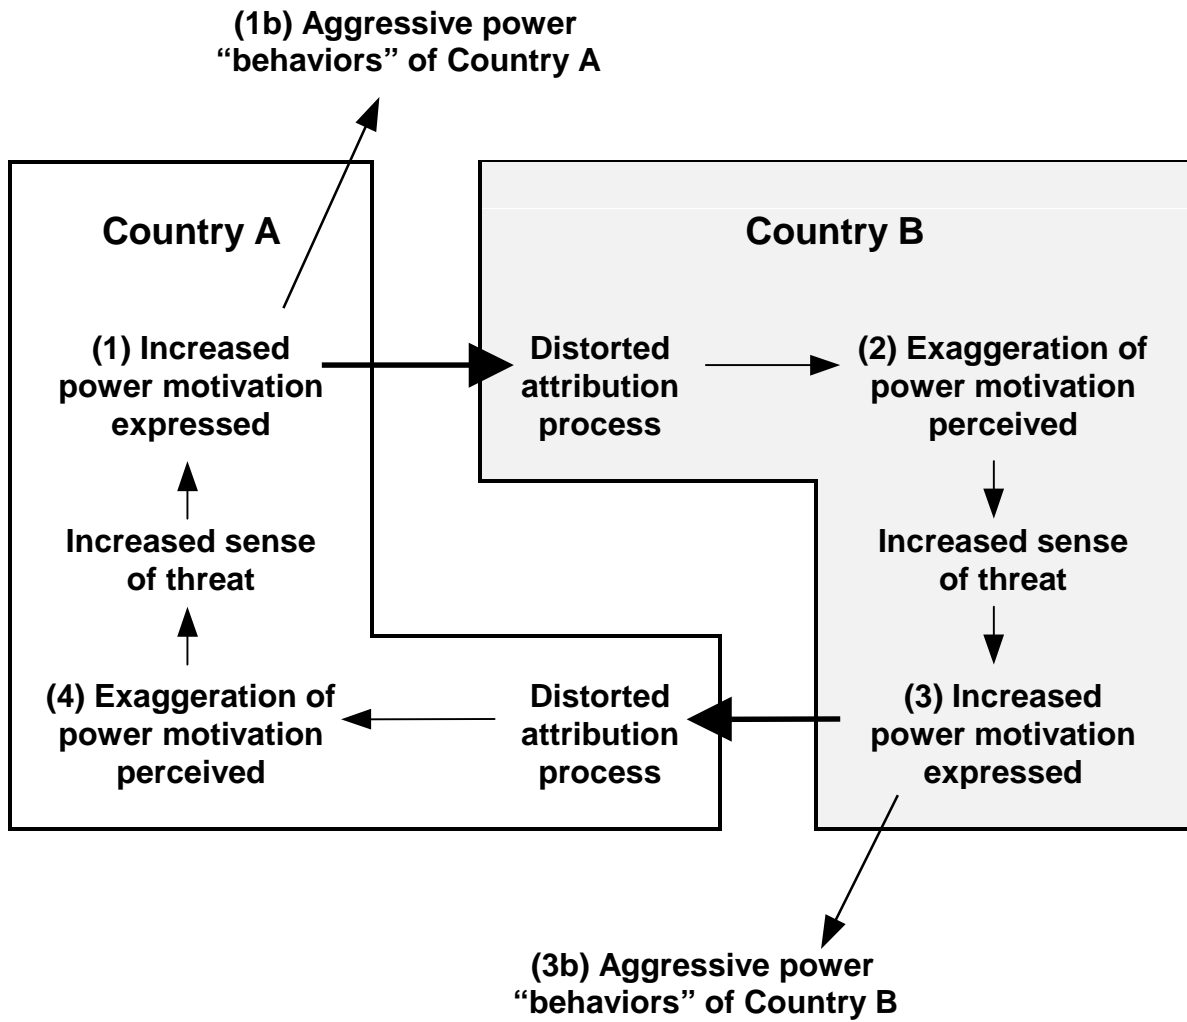 (1b) Aggressive power
“behaviors” of Country A
Country A
Country B
(1) Increased
power motivation
expressed
Distorted
attribution
process
(2) Exaggeration of
power motivation
perceived
Increased sense
of threat
Increased sense
of threat
(4) Exaggeration of
power motivation
perceived
Distorted
attribution
process
(3) Increased
power motivation
expressed
(3b) Aggressive power
“behaviors” of Country B